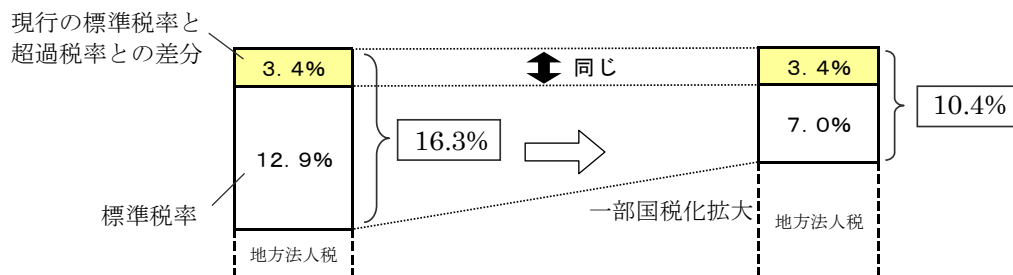 現行の標準税率と
超過税率との差分
3.4%
12.9%
16.3%
標準税率
地方法人税
同じ
一部国税化拡大
3.4%
7.0%
10.4%
地方法人税